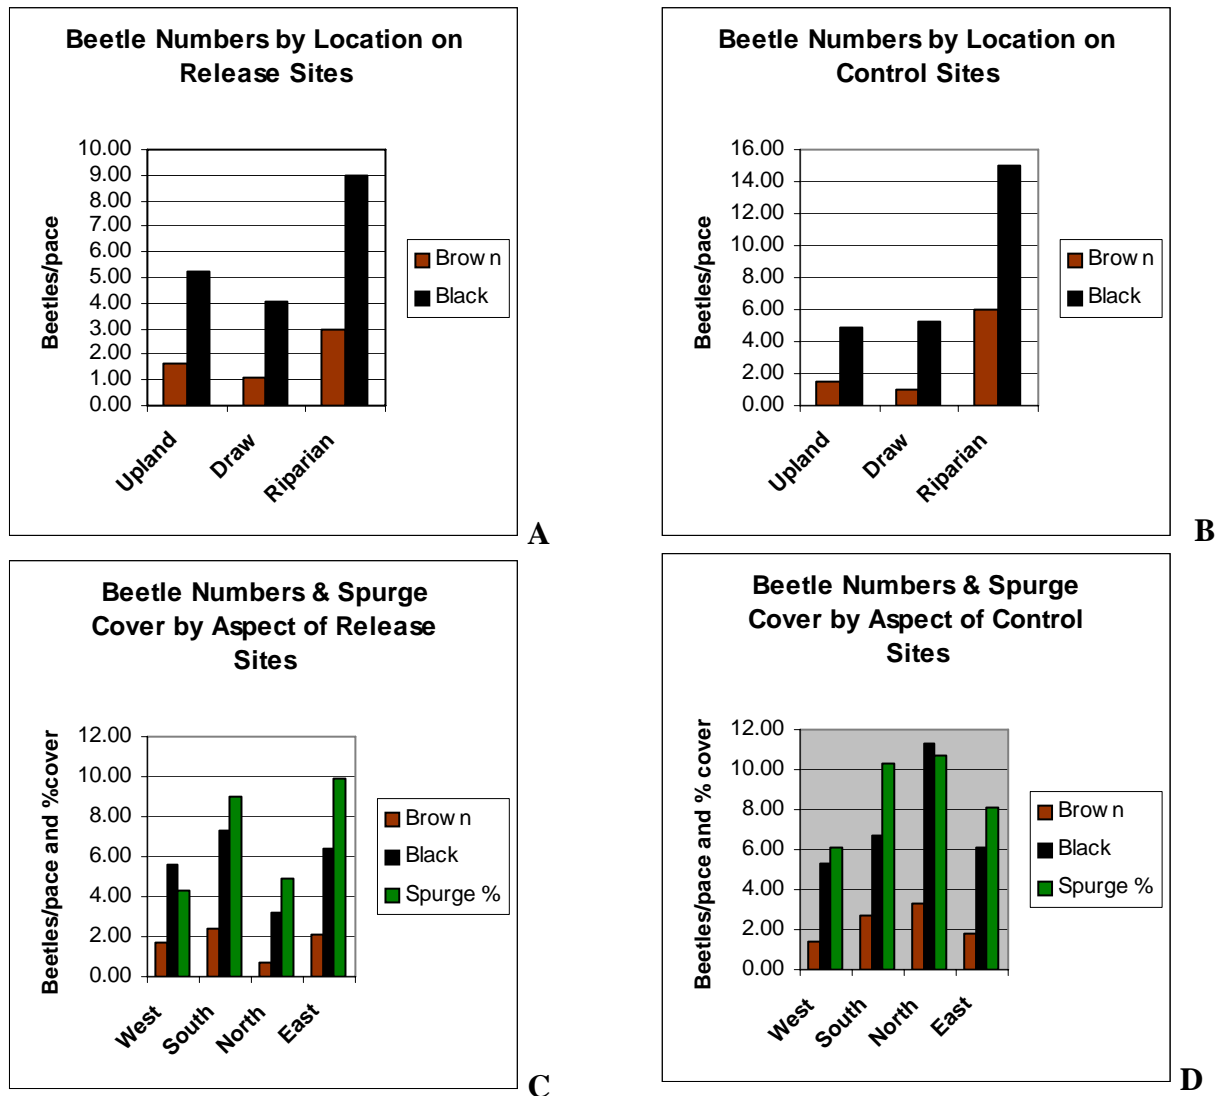 Beetle Numbers by Location on
Release Sites
10.00
9.00
8.00
7.00
6.00
5.00
4.00
3.00
2.00
1.00
0.00
Beetles/pace
Upland
Draw
Riparian
Brown
Black
A
Beetle Numbers by Location on
Control Sites
16.00
14.00
12.00
10.00
8.00
6.00
4.00
2.00
0.00
Beetles/pace
Upland
Draw
Riparian
Brown
Black
B
Beetle Numbers & Spurge
Cover by Aspect of Release
Sites
12.00
10.00
8.00
6.00
4.00
2.00
0.00
Beetles/pace and %cover
West
South
North
East
Brown
Black
Spurge %
C
Beetle Numbers & Spurge
Cover by Aspect of Control
Sites
12.00
10.00
8.00
6.00
4.00
2.00
0.00
Beetles/pace and % cover
West
South
North
East
Brown
Black
Spurge %
D